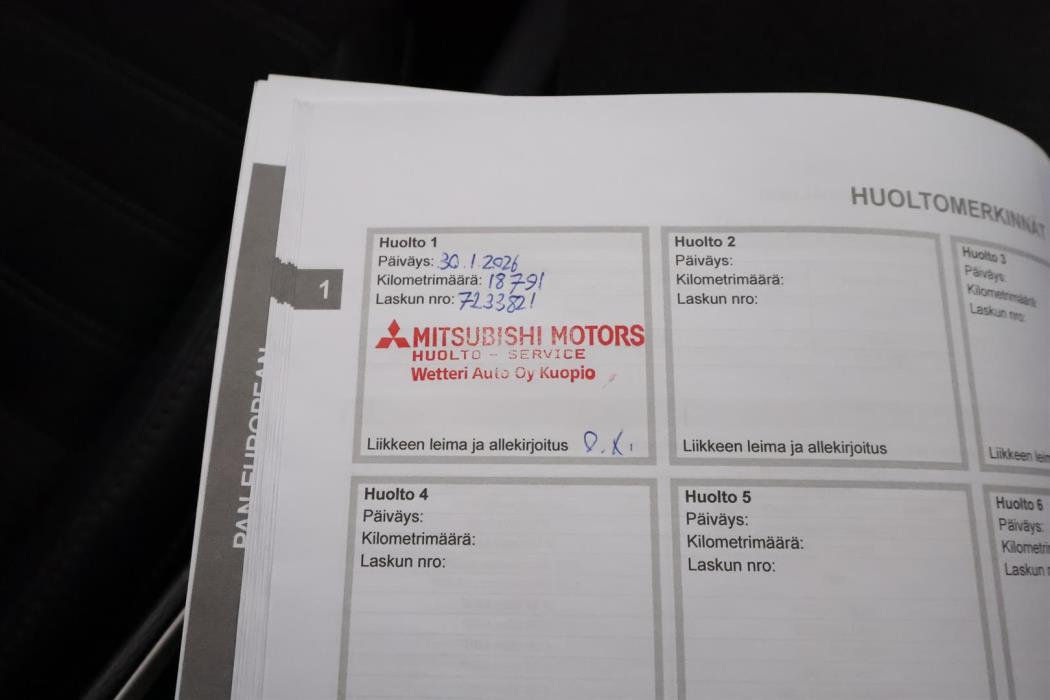 HUOLTOMERKINNÄT
Huolto 1
Päiväys: 30.1.2026
Kilometrimäärä: 18791
Laskun nro: 7233821
MITSUBISHI MOTORS
HUOLTO - SERVICE
Wetteri Auto Oy Kuopio
Liikkeen leima ja allekirjoitus
Huolto 2
Päiväys:
Kilometrimäärä:
Laskun nro:
Liikkeen leima ja allekirjoitus
Huolto 3
Päiväys:
Kilometrimäärä:
Laskun nro:
Liikkeen
1
PAN EUROPEAN
Huolto 4
Päiväys:
Kilometrimäärä:
Laskun nro:
Huolto 5
Päiväys:
Kilometrimäärä:
Laskun nro:
Huolto 6
Päiväys:
Laskun